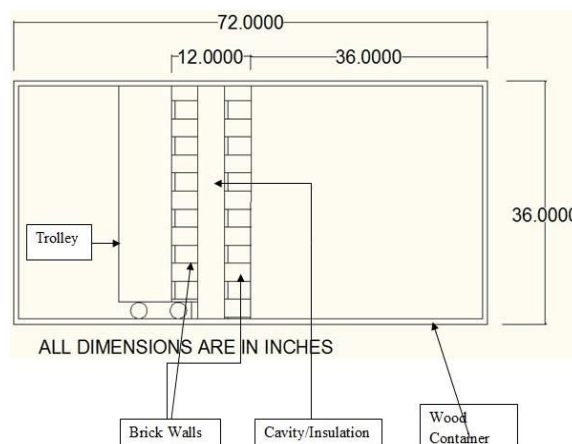 72.0000
12.0000
36.0000
36.0000
Trolley
ALL DIMENSIONS ARE IN INCHES
Brick Walls
Cavity/Insulation
Wood
Container